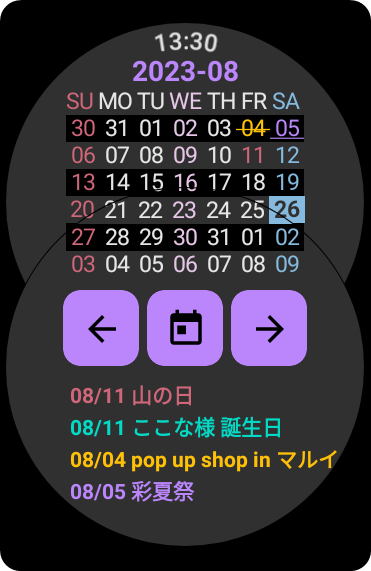 13:30
2023-08
SU MO TU WE TH FR SA
30 31 01 02 03 04 05
06 07 08 09 10 11 12
13 14 15 16 17 18 19
20 21 22 23 24 25 26
27 28 29 30 31 01 02
03 04 05 06 07 08 09
08/11 山の日
08/11 ここな様 誕生日
08/04 pop up shop in マルイ
08/05 彩夏祭